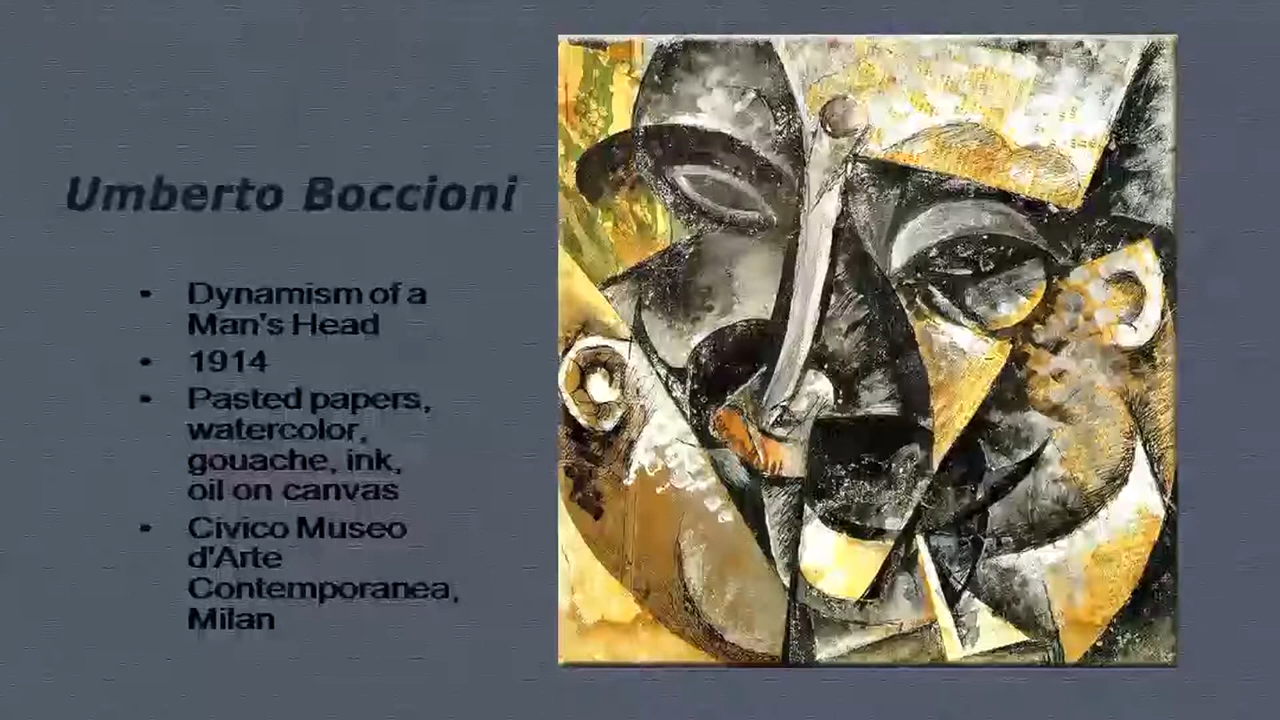 Umberto Boccioni
• Dynamism of a
Man's Head
• 1914
• Pasted papers,
watercolor,
gouache, ink,
oil on canvas
• Civico Museo
d'Arte
Contemporanea,
Milan